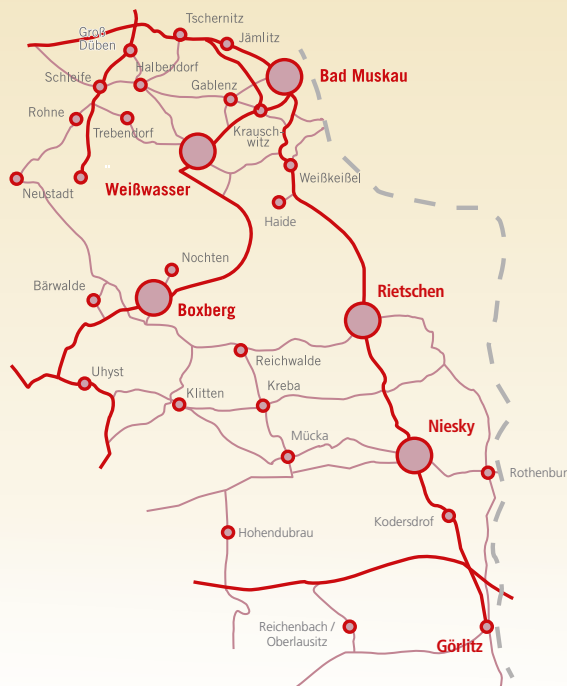 Tschernitz
Groß
Düben
Jämlitz
Halbendorf
Bad Muskau
Schleife
Gablenz
Rohne
Trebendorf
Krausch-
witz
Weißkeißel
Weißwasser
Neustadt
Haide
Nochten
Bärwalde
Rietschen
Boxberg
Reichwalde
Uhyst
Klitten
Kreba
Niesky
Mücka
Rothenbur
Kodersdrof
Hohendubrau
Reichenbach /
Oberlausitz
Görlitz